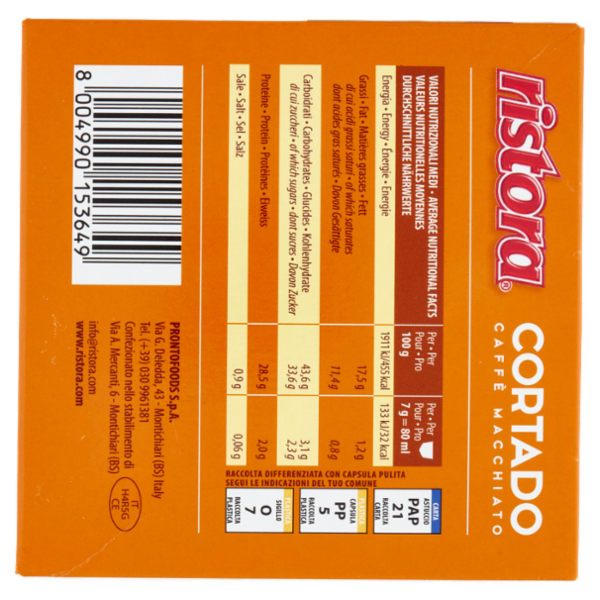 ristora®
CORTADO
CAFFÈ MACCHIATO
VALORI NUTRIZIONALI MEDI • AVERAGE NUTRITIONAL FACTS
VALEURS NUTRITIONELLES MOYENNES
DURCHSCHNITTLICHE NÄHRWERTE
Per • Per
Pour • Pro
100 g
Per • Per
Pour • Pro
7 g = 80 ml
Energia • Energy • Énergie • Energie 1911 kJ/455 kcal 133 kJ/32 kcal
Grassi • Fat • Matières grasses • Fett 17,5 g 1,2 g
di cui acidi grassi saturi • of which saturates
dont acides gras saturés • Davon Gesättigte 11,4 g 0,8 g
Carboidrati • Carbohydrates • Glucides • Kohlenhydrate 43,6 g 3,1 g
di cui zuccheri • of which sugars • dont sucres • Davon Zucker 33,6 g 2,3 g
Proteine • Protein • Protéines • Eiweiss 28,5 g 2,0 g
Sale • Salt • Sel • Salz 0,9 g 0,06 g
RACCOLTA DIFFERENZIATA CON CAPSULA PULITA
SEGUI LE INDICAZIONI DEL TUO COMUNE
CARTA
ASTUCCIO
PAP
21
RACCOLTA
CARTA
PLASTICA
CAPSULA
PP
5
RACCOLTA
PLASTICA
PLASTICA
SIGILLO
O
7
RACCOLTA
PLASTICA
8 004990 153649
PRONTOFOODS S.p.A.
Via G. Deledda, 43 - Montichiari (BS) Italy
Tel. (+39) 030 9961381
Confezionato nello stabilimento di
Via A. Mercanti, 6 - Montichiari (BS)
info@ristora.com
www.ristora.com
IT
H4R5G
CE